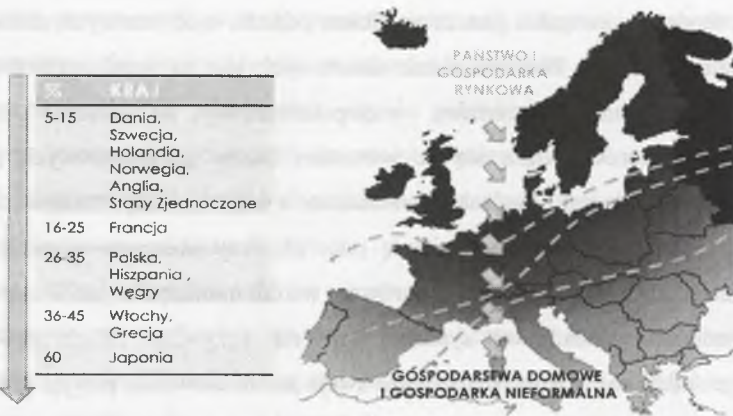 % KRAJ
5-15 Dania,
Szwecja,
Holandia,
Norwegia,
Anglia,
Stany Zjednoczone
16-25 Francja
26-35 Polska,
Hiszpania,
Węgry
36-45 Włochy,
Grecja
60 Japonia
PAŃSTWO I
GOSPODARKA
RYNKOWA
GOSPODARSTWA DOMOWE
I GOSPODARKA NIEFORMALNA